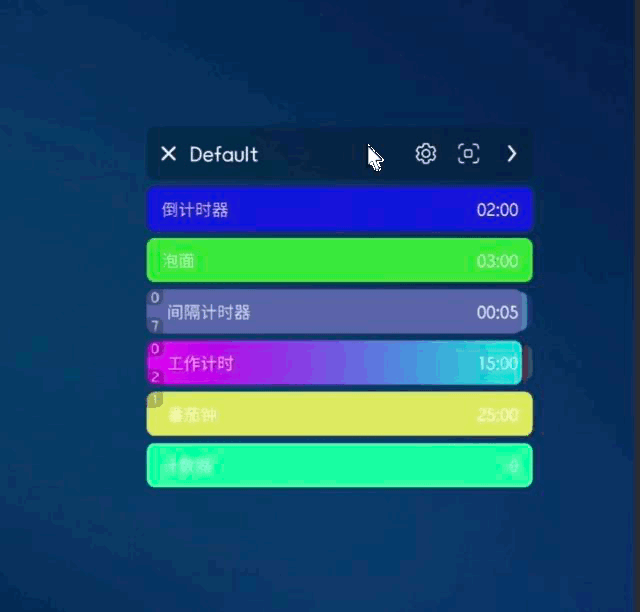 Default
倒计时器 02:00
泡面 03:00
0
间隔计时器 00:05
7
0
工作计时 15:00
2
1
番茄钟 25:00
计数器 0